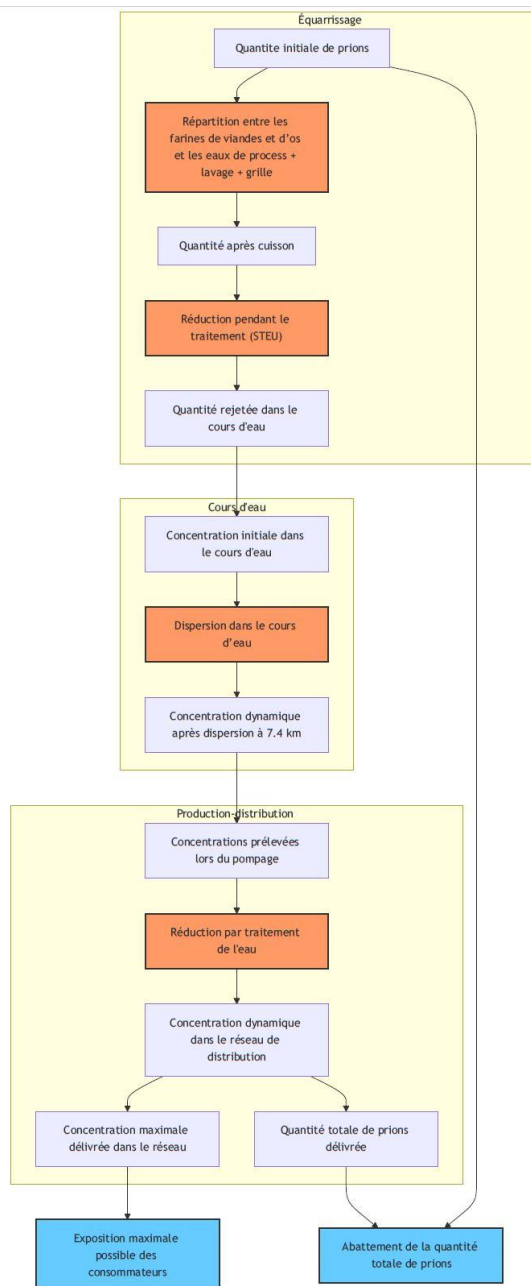 Équarrissage
Quantite initiale de prions
Répartition entre les
farines de viandes et d’os
et les eaux de process +
lavage + grille
Quantité après cuisson
Réduction pendant le
traitement (STEU)
Quantité rejetée dans le
cours d'eau
Cours d'eau
Concentration initiale dans
le cours d'eau
Dispersion dans le cours
d’eau
Concentration dynamique
après dispersion à 7.4 km
Production-distribution
Concentrations prélevées
lors du pompage
Réduction par traitement
de l'eau
Concentration dynamique
dans le réseau de
distribution
Concentration maximale
délivrée dans le réseau
Quantité totale de prions
délivrée
Exposition maximale
possible des
consommateurs
Abattement de la quantité
totale de prions